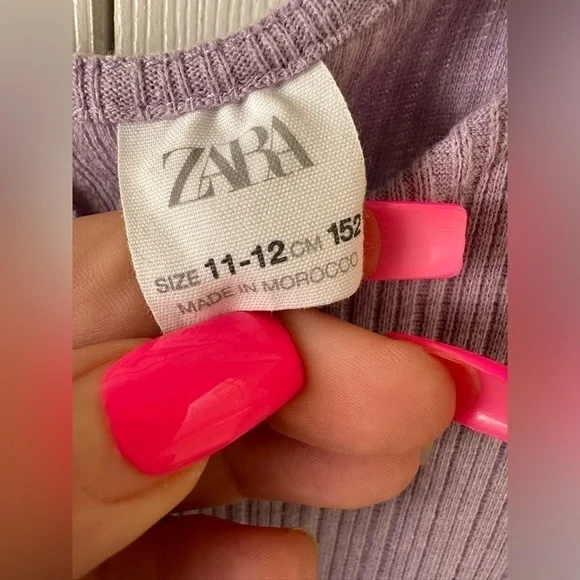 ZARA
SIZE 11-12 CM 152
MADE IN MOROCCO